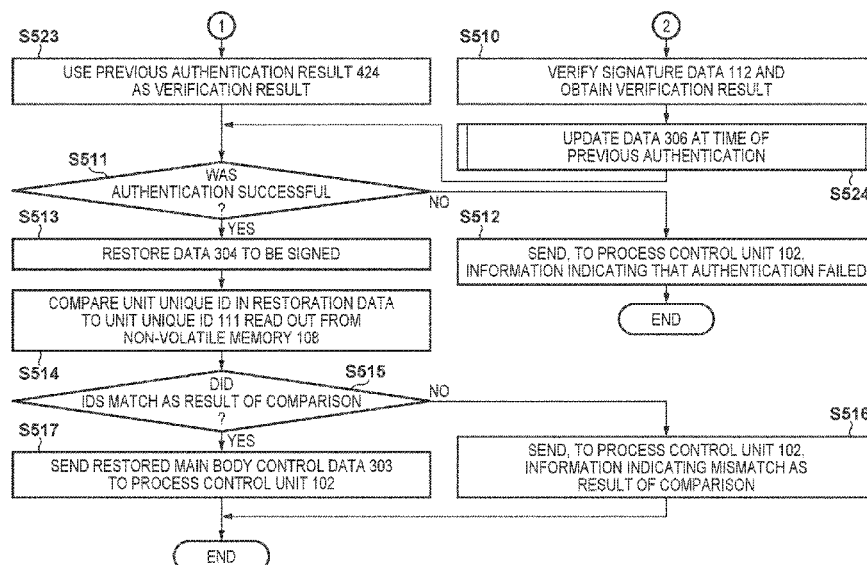 1
2
S523
USE PREVIOUS AUTHENTICATION RESULT 424
AS VERIFICATION RESULT
S510
VERIFY SIGNATURE DATA 112 AND
OBTAIN VERIFICATION RESULT
UPDATE DATA 306 AT TIME OF
PREVIOUS AUTHENTICATION
S524
S511
WAS
AUTHENTICATION SUCCESSFUL
?
NO
YES
S513
RESTORE DATA 304 TO BE SIGNED
S512
SEND, TO PROCESS CONTROL UNIT 102,
INFORMATION INDICATING THAT AUTHENTICATION FAILED
END
COMPARE UNIT UNIQUE ID IN RESTORATION DATA
TO UNIT UNIQUE ID 111 READ OUT FROM
NON-VOLATILE MEMORY 108
S514
S515
DID
IDS MATCH AS RESULT OF COMPARISON
?
NO
YES
S517
SEND RESTORED MAIN BODY CONTROL DATA 303
TO PROCESS CONTROL UNIT 102
S516
SEND, TO PROCESS CONTROL UNIT 102,
INFORMATION INDICATING MISMATCH AS
RESULT OF COMPARISON
END